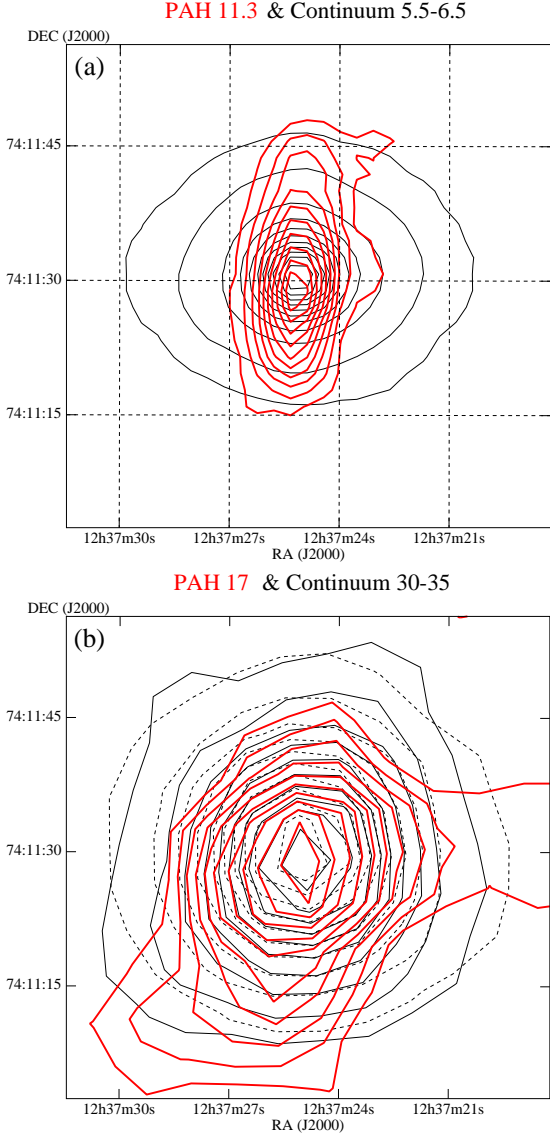 PAH 11.3 & Continuum 5.5-6.5
DEC (J2000)
(a)
74:11:45
74:11:30
74:11:15
12h37m30s 12h37m27s 12h37m24s 12h37m21s
RA (J2000)
PAH 17 & Continuum 30-35
DEC (J2000)
(b)
74:11:45
74:11:30
74:11:15
12h37m30s 12h37m27s 12h37m24s 12h37m21s
RA (J2000)